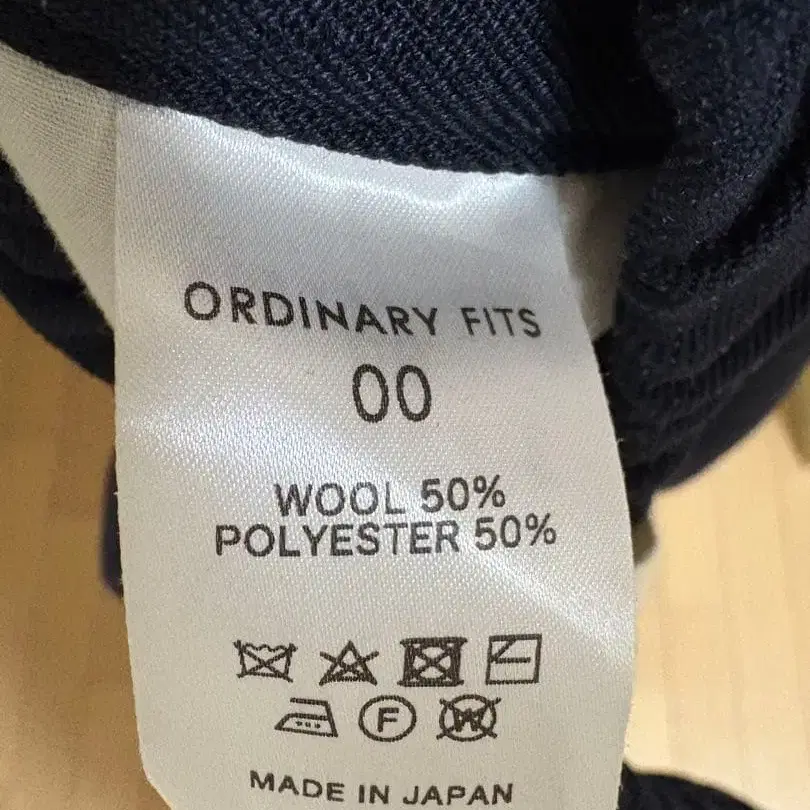 ORDINARY FITS
00
WOOL 50%
POLYESTER 50%
F W
MADE IN JAPAN